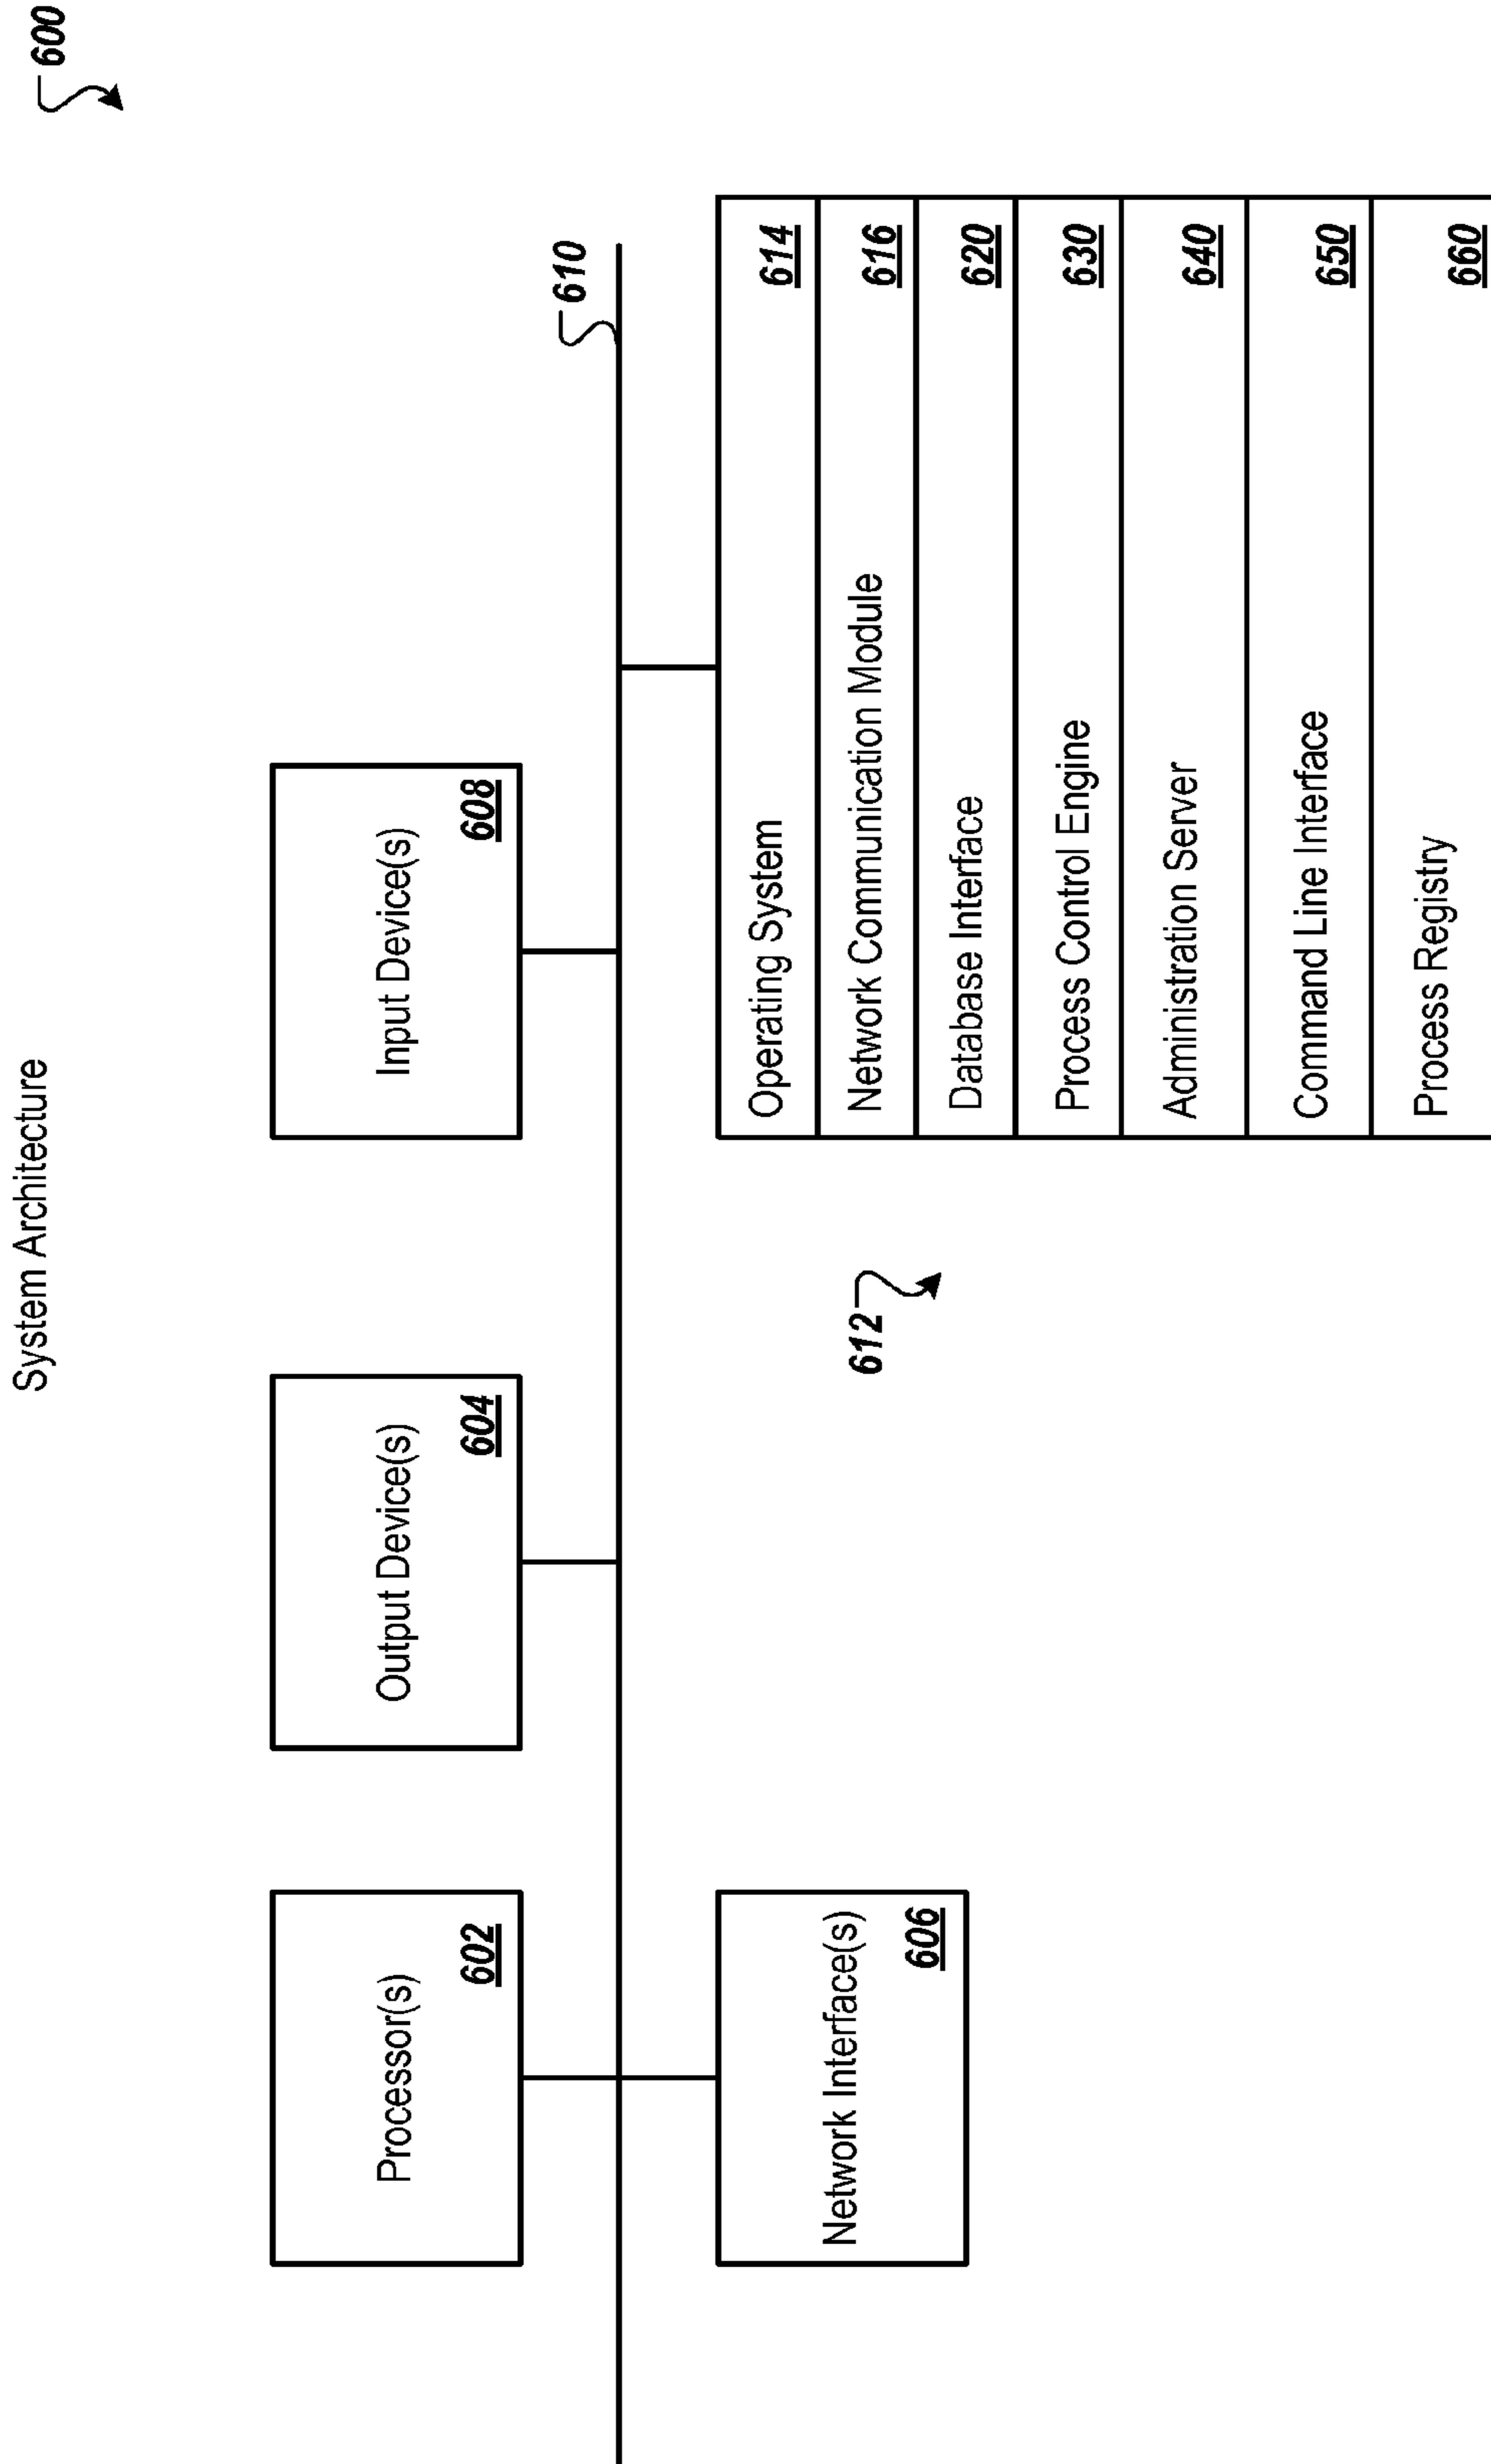 System Architecture
600
Processor(s)
602
Output Device(s)
604
Input Device(s)
608
610
Network Interface(s)
606
612
Operating System 614
Network Communication Module 616
Database Interface 620
Process Control Engine 630
Administration Server 640
Command Line Interface 650
Process Registry 660